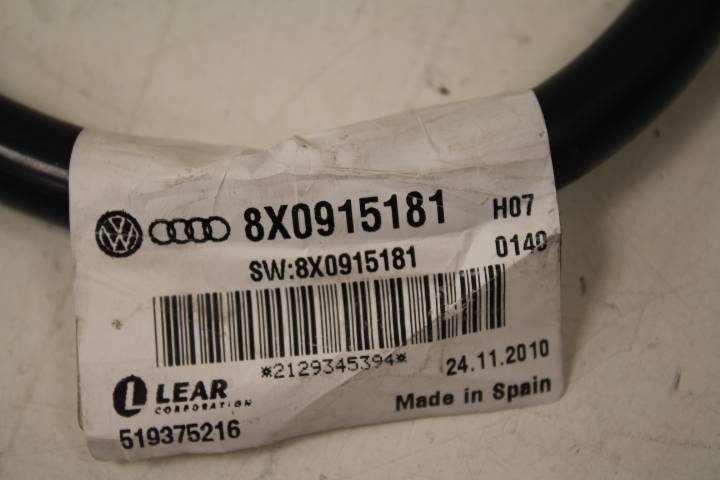 8X0915181 H07
SW:8X0915181 0140
*2129345394* 24.11.2010
LEAR
CORPORATION
Made in Spain
519375216